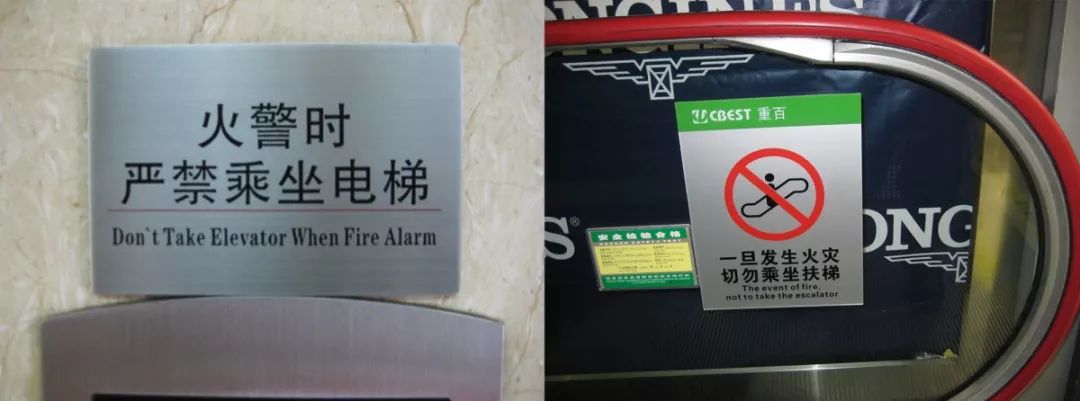 火警时
严禁乘坐电梯
Don`t Take Elevator When Fire Alarm
ONGINES
CBEST 重百
安全检验合格
ONG
一旦发生火灾
切勿乘坐扶梯
The event of fire,
not to take the escalator